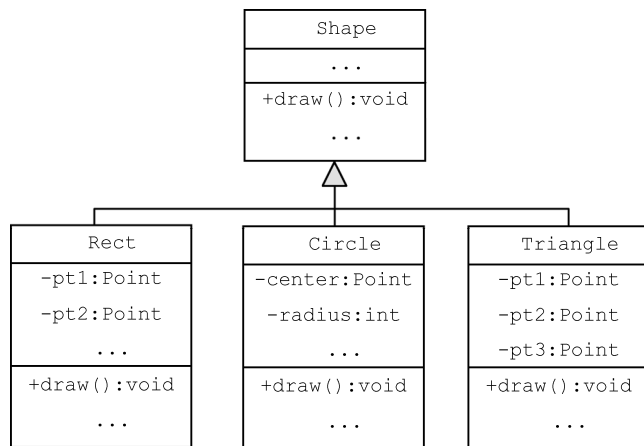 Shape
...
+draw():void
...
Rect
-pt1:Point
-pt2:Point
...
+draw():void
...
Circle
-center:Point
-radius:int
...
+draw():void
...
Triangle
-pt1:Point
-pt2:Point
-pt3:Point
+draw():void
...